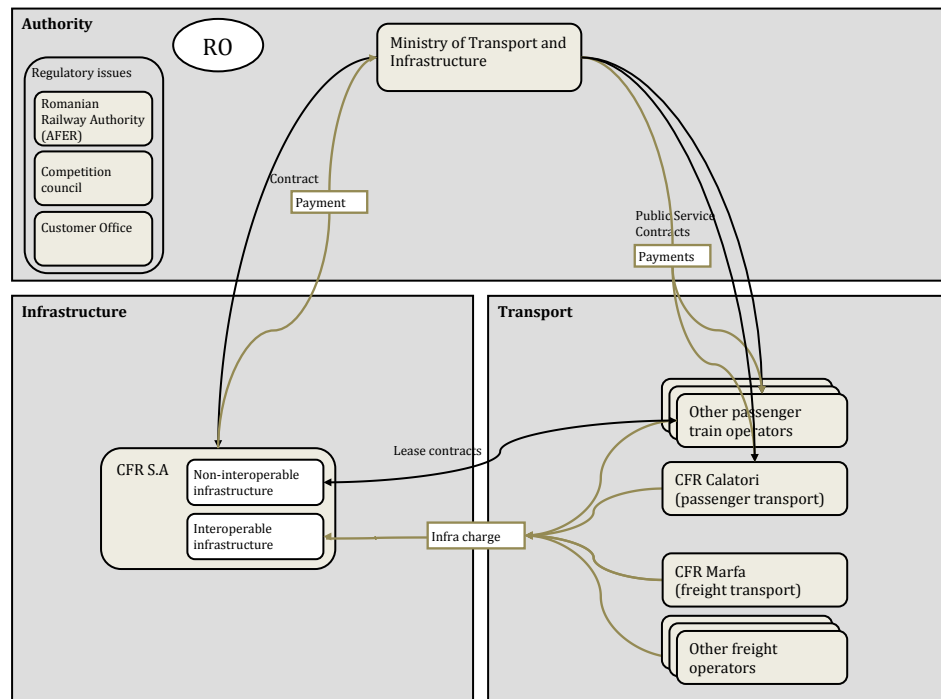 Authority
RO
Ministry of Transport and
Infrastructure
Regulatory issues
Romanian
Railway Authority
(AFER)
Competition
council
Customer Office
Contract
Payment
Public Service
Contracts
Payments
Infrastructure
Transport
Other passenger
train operators
Lease contracts
CFR S.A
Non-interoperable
infrastructure
CFR Calatori
(passenger transport)
Interoperable
infrastructure
Infra charge
CFR Marfa
(freight transport)
Other freight
operators